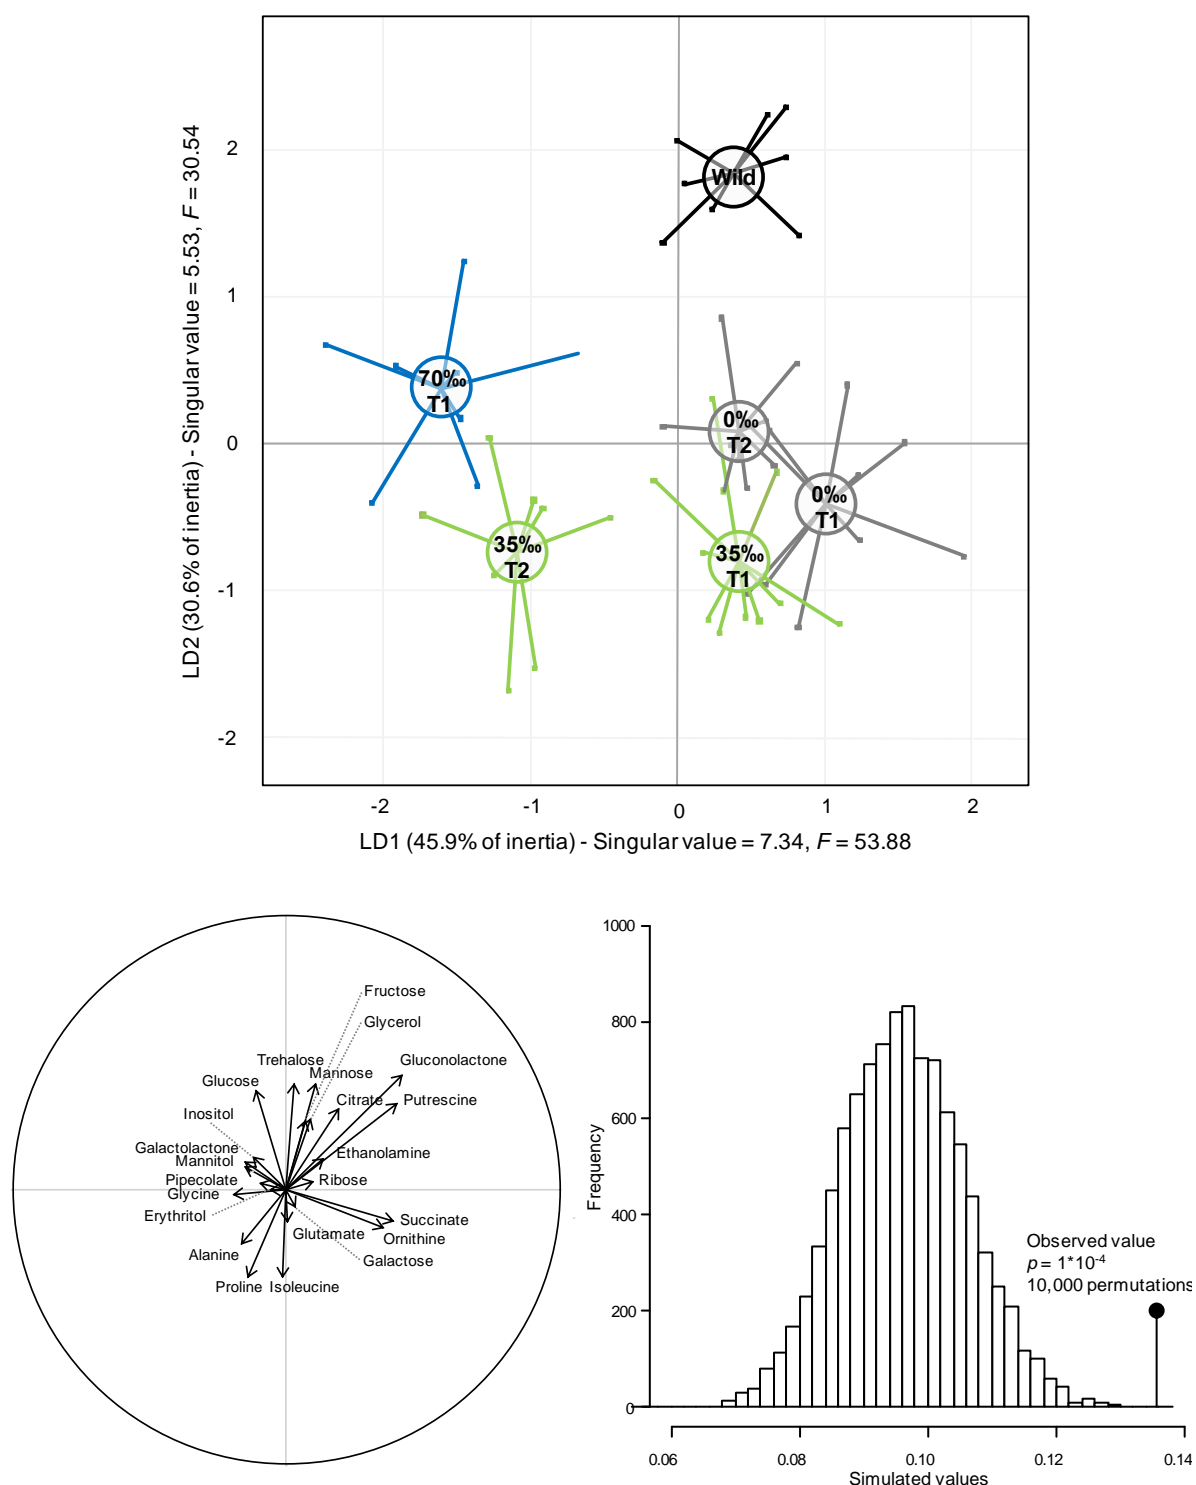 LD2 (30.6% of inertia) - Singular value = 5.53, F = 30.54
2
1
0
-1
-2
Wild
70‰
T1
0‰
T2
0‰
T1
35‰
T2
35‰
T1
-2
-1
0
1
2
LD1 (45.9% of inertia) - Singular value = 7.34, F = 53.88
Fructose
Glycerol
Trehalose
Mannose
Gluconolactone
Glucose
Citrate
Putrescine
Inositol
Galactolactone
Ethanolamine
Mannitol
Pipecolate
Ribose
Glycine
Erythritol
Succinate
Glutamate
Ornithine
Alanine
Galactose
Proline
Isoleucine
Frequency
1000
800
600
400
200
0
Observed value
p = 1*10-4
10,000 permutations
0.06
0.08
0.10
0.12
0.14
Simulated values